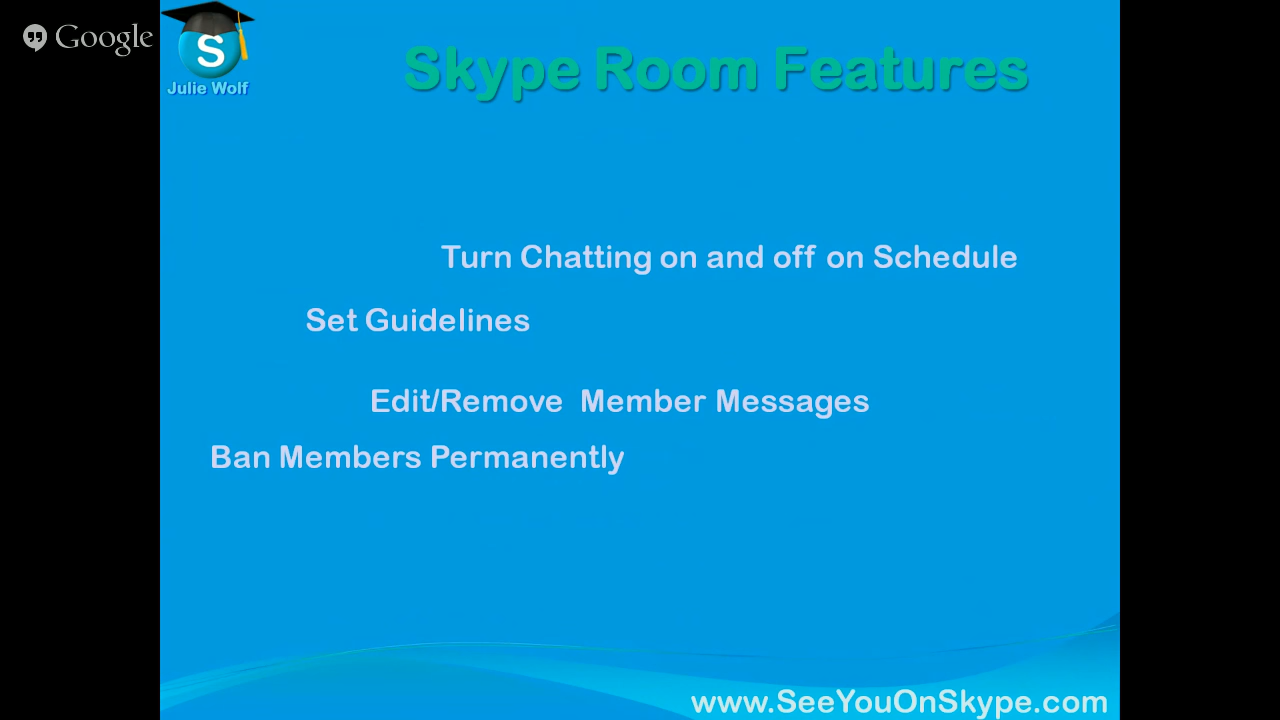 Google
S
Julie Wolf
Skype Room Features
Turn Chatting on and off on Schedule
Set Guidelines
Edit/Remove Member Messages
Ban Members Permanently
www.SeeYouOnSkype.com